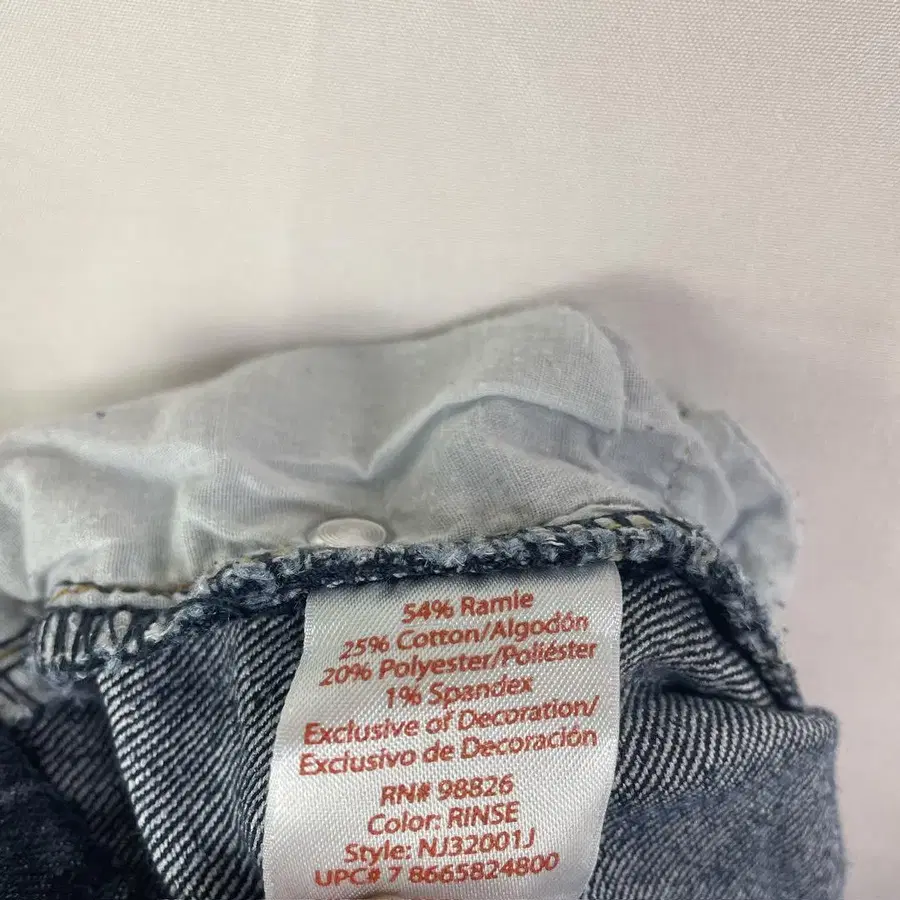 54% Ramie
25% Cotton/Algodón
20% Polyester/Poliéster
1% Spandex
Exclusive of Decoration/
Exclusivo de Decoración
RN# 98826
Color: RINSE
Style: NJ32001J
UPC# 7 8665824800